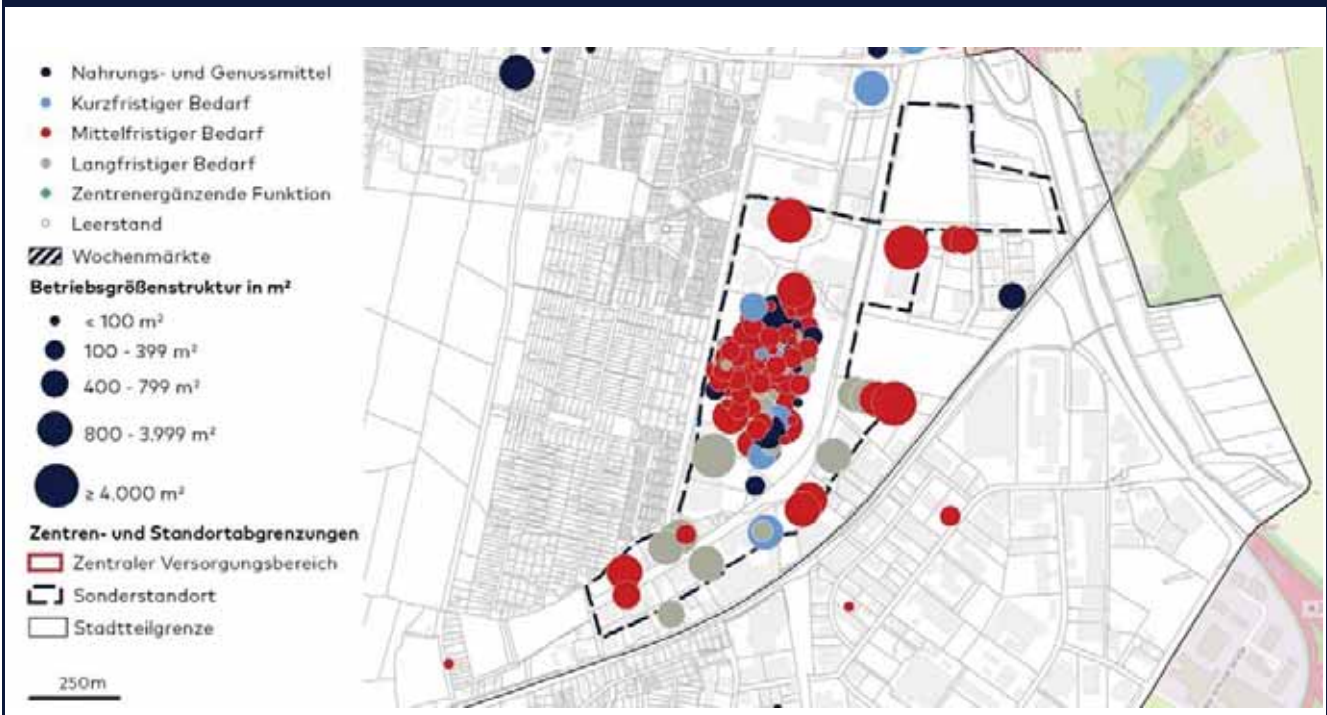 Nahrungs- und Genussmittel
Kurzfristiger Bedarf
Mittelfristiger Bedarf
Langfristiger Bedarf
Zentrenergänzende Funktion
Leerstand
Wochenmärkte
Betriebsgrößenstruktur in m²
< 100 m²
100 - 399 m²
400 - 799 m²
800 - 3.999 m²
≥ 4.000 m²
Zentren- und Standortabgrenzungen
Zentraler Versorgungsbereich
Sonderstandort
Stadtteilgrenze
250m